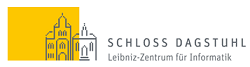 SCHLOSS DAGSTUHL
Leibniz-Zentrum für Informatik